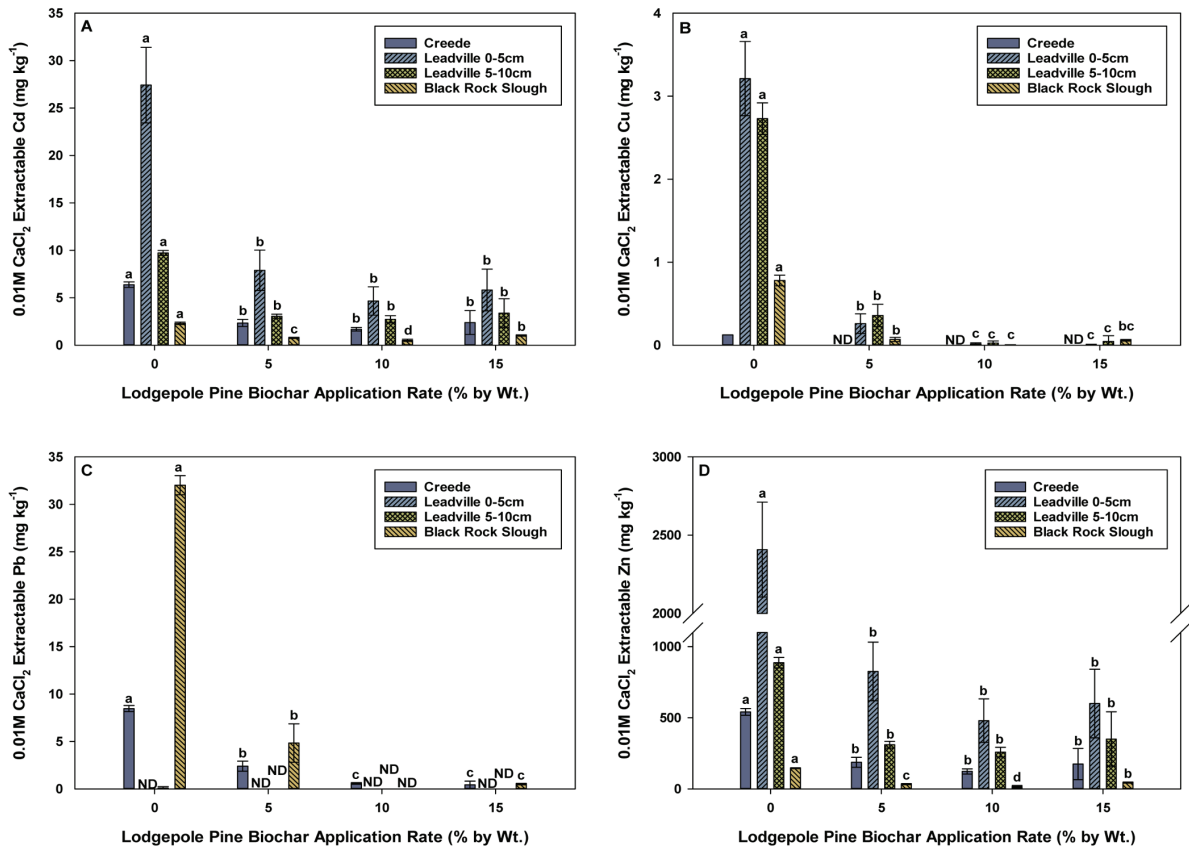 A
0.01M CaCl₂ Extractable Cd (mg kg⁻¹)
35
30
25
20
15
10
5
0
Creede
Leadville 0-5cm
Leadville 5-10cm
Black Rock Slough
a a a a
b b b c
b b b d
b b b b
0 5 10 15
Lodgepole Pine Biochar Application Rate (% by Wt.)
B
0.01M CaCl₂ Extractable Cu (mg kg⁻¹)
4
3
2
1
0
Creede
Leadville 0-5cm
Leadville 5-10cm
Black Rock Slough
a a a
ND b b b
ND c c c
ND c c bc
0 5 10 15
Lodgepole Pine Biochar Application Rate (% by Wt.)
C
0.01M CaCl₂ Extractable Pb (mg kg⁻¹)
35
30
25
20
15
10
5
0
Creede
Leadville 0-5cm
Leadville 5-10cm
Black Rock Slough
a ND a
b ND ND b
c ND ND ND
c ND ND c
0 5 10 15
Lodgepole Pine Biochar Application Rate (% by Wt.)
D
0.01M CaCl₂ Extractable Zn (mg kg⁻¹)
3000
2500
2000
1000
500
0
Creede
Leadville 0-5cm
Leadville 5-10cm
Black Rock Slough
a a a a
b b b c
b b b d
b b b b
0 5 10 15
Lodgepole Pine Biochar Application Rate (% by Wt.)